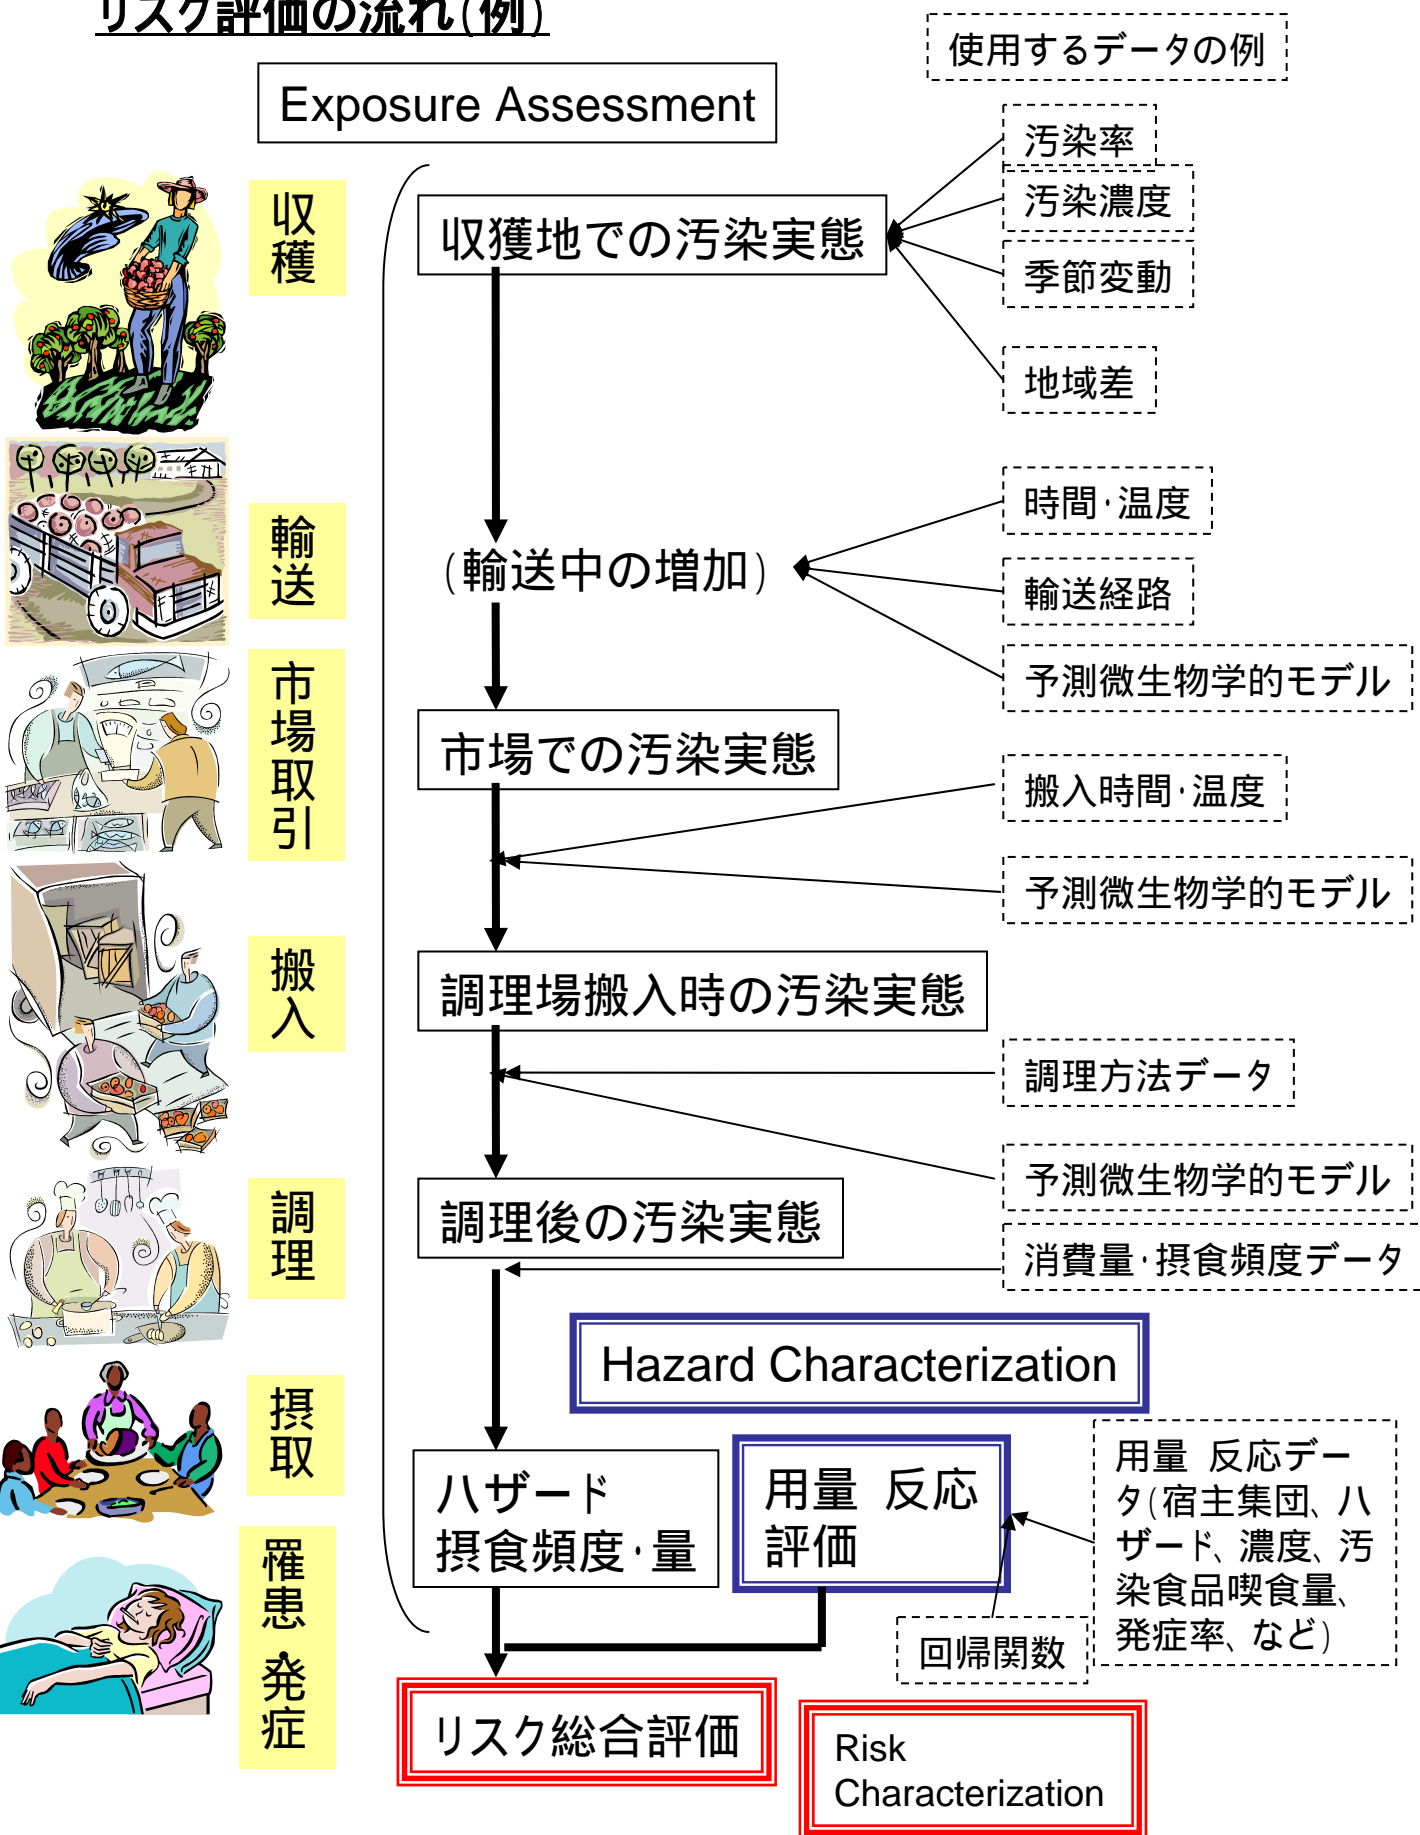 リスク評価の流れ(例)
使用するデータの例
Exposure Assessment
収穫
収獲地での汚染実態
汚染率
汚染濃度
季節変動
地域差
輸送
(輸送中の増加)
時間・温度
輸送経路
予測微生物学的モデル
市場取引
市場での汚染実態
搬入時間・温度
予測微生物学的モデル
搬入
調理場搬入時の汚染実態
調理方法データ
予測微生物学的モデル
調理
調理後の汚染実態
消費量・摂食頻度データ
Hazard Characterization
摂取
ハザード
摂食頻度・量
用量 反応
評価
用量 反応デー
タ(宿主集団、ハ
ザード、濃度、汚
染食品喫食量、
発症率、など)
回帰関数
罹患・発症
リスク総合評価
Risk
Characterization